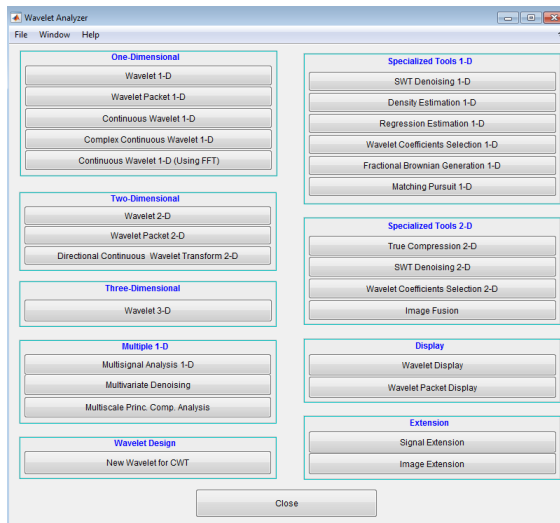 Wavelet Analyzer
File Window Help
One-Dimensional
Wavelet 1-D
Wavelet Packet 1-D
Continuous Wavelet 1-D
Complex Continuous Wavelet 1-D
Continuous Wavelet 1-D (Using FFT)
Two-Dimensional
Wavelet 2-D
Wavelet Packet 2-D
Directional Continuous Wavelet Transform 2-D
Three-Dimensional
Wavelet 3-D
Multiple 1-D
Multisignal Analysis 1-D
Multivariate Denoising
Multiscale Princ. Comp. Analysis
Wavelet Design
New Wavelet for CWT
Specialized Tools 1-D
SWT Denoising 1-D
Density Estimation 1-D
Regression Estimation 1-D
Wavelet Coefficients Selection 1-D
Fractional Brownian Generation 1-D
Matching Pursuit 1-D
Specialized Tools 2-D
True Compression 2-D
SWT Denoising 2-D
Wavelet Coefficients Selection 2-D
Image Fusion
Display
Wavelet Display
Wavelet Packet Display
Extension
Signal Extension
Image Extension
Close